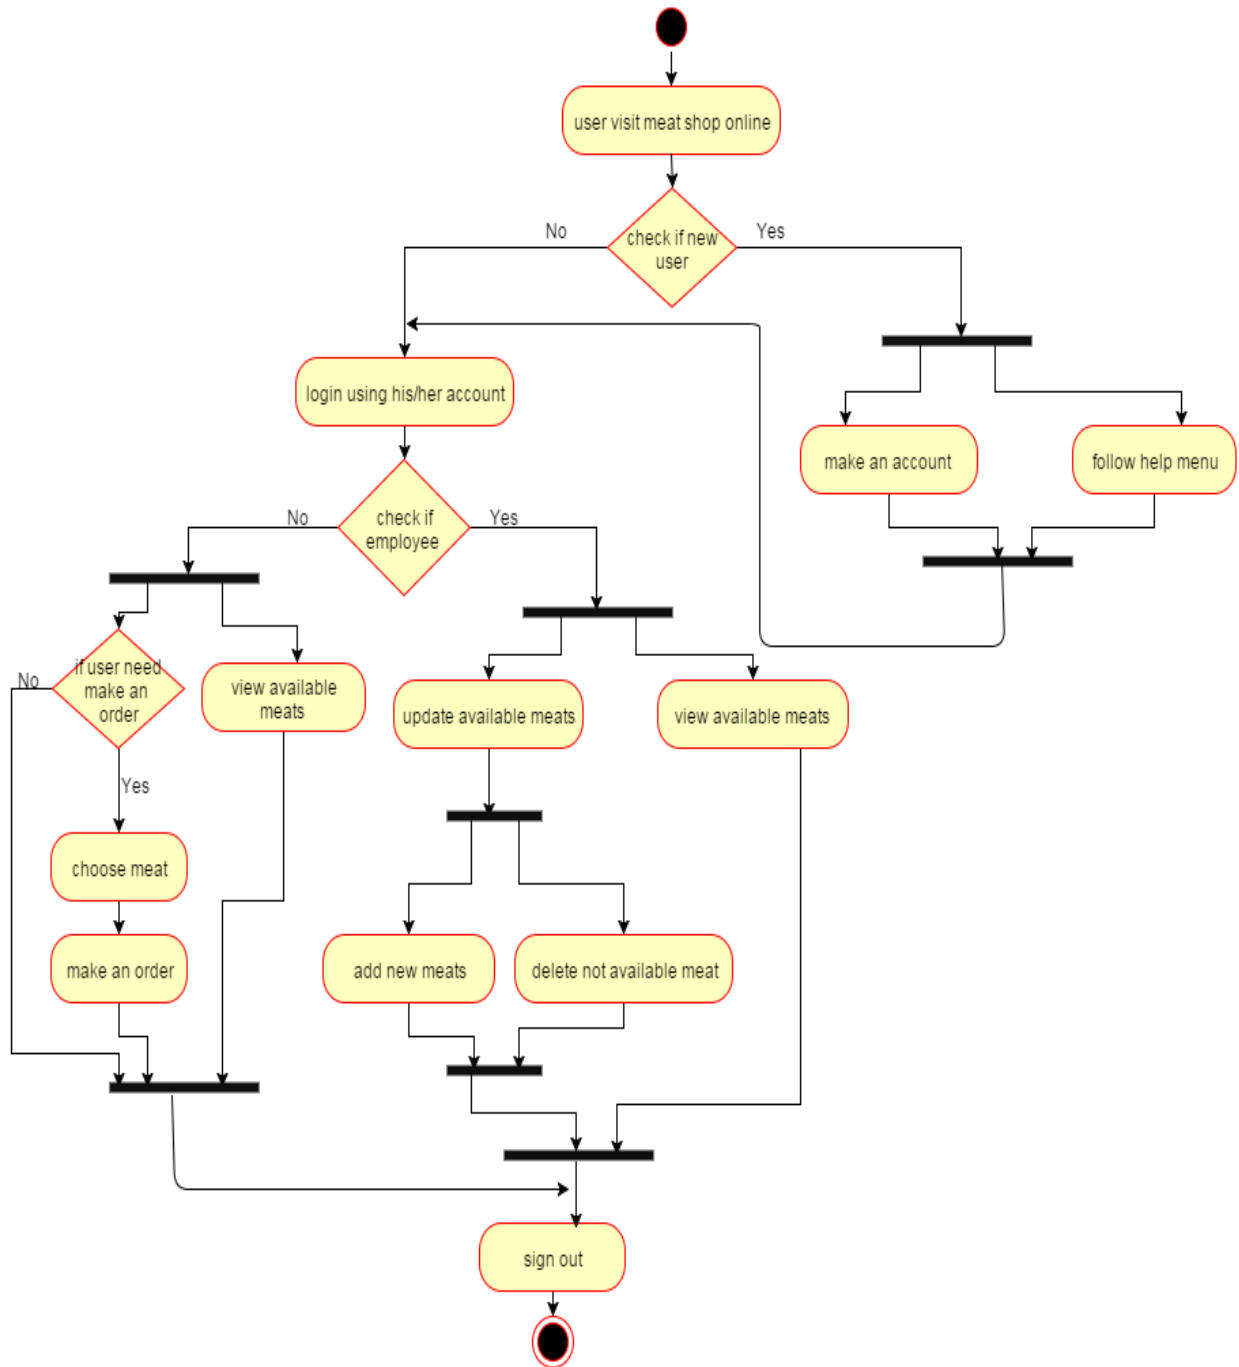 user visit meat shop online
No
Yes
check if new
user
login using his/her account
make an account
follow help menu
No
check if
employee
Yes
No
if user need
make an
order
view available
meats
update available meats
view available meats
Yes
choose meat
make an order
add new meats
delete not available meat
sign out